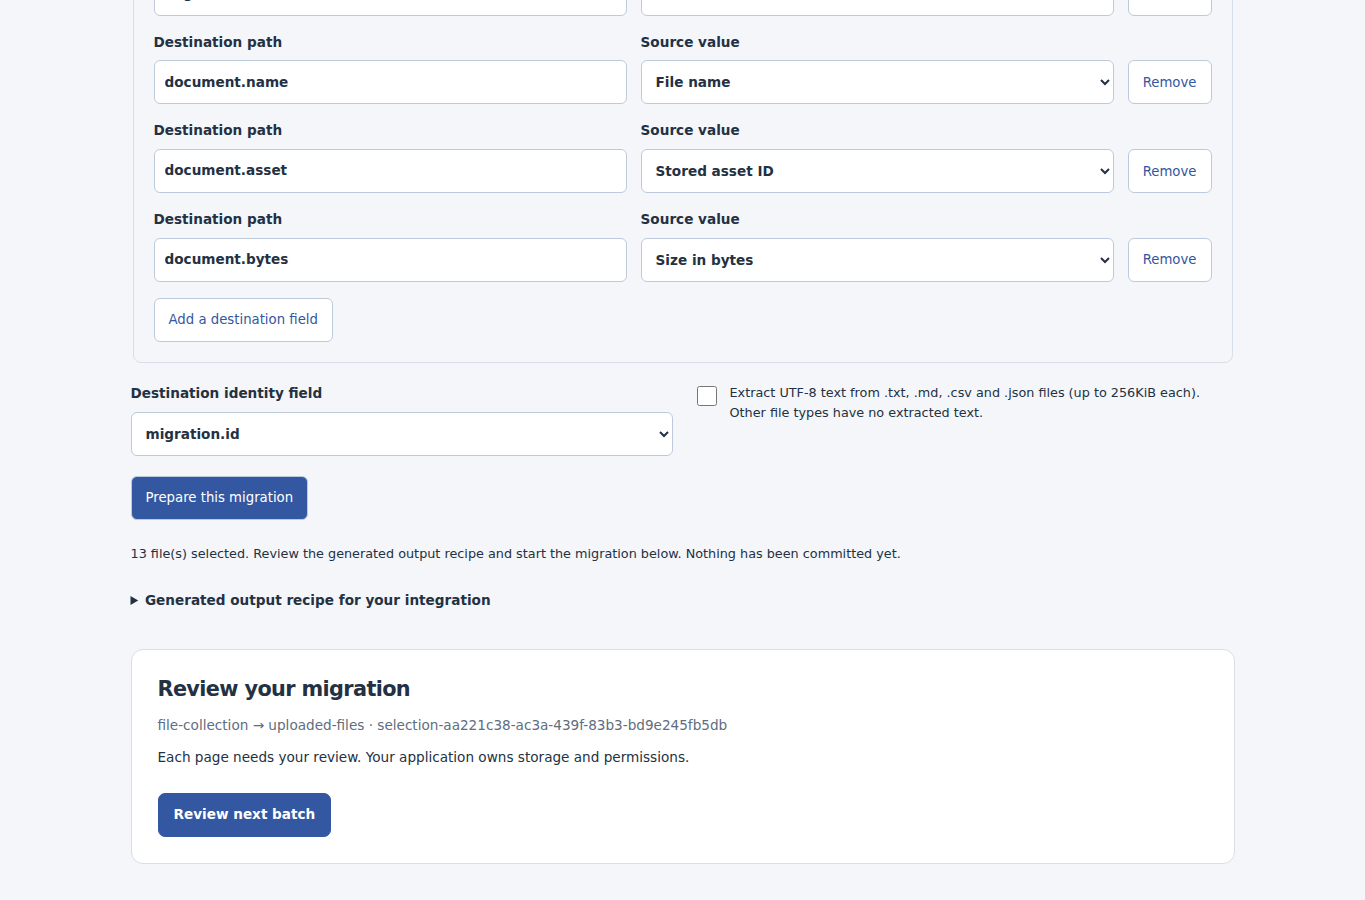 Destination path
Source value
document.name
File name
Remove
Destination path
Source value
document.asset
Stored asset ID
Remove
Destination path
Source value
document.bytes
Size in bytes
Remove
Add a destination field
Destination identity field
migration.id
Extract UTF-8 text from .txt, .md, .csv and .json files (up to 256KiB each).
Other file types have no extracted text.
Prepare this migration
13 file(s) selected. Review the generated output recipe and start the migration below. Nothing has been committed yet.
Generated output recipe for your integration
Review your migration
file-collection → uploaded-files · selection-aa221c38-ac3a-439f-83b3-bd9e245fb5db
Each page needs your review. Your application owns storage and permissions.
Review next batch